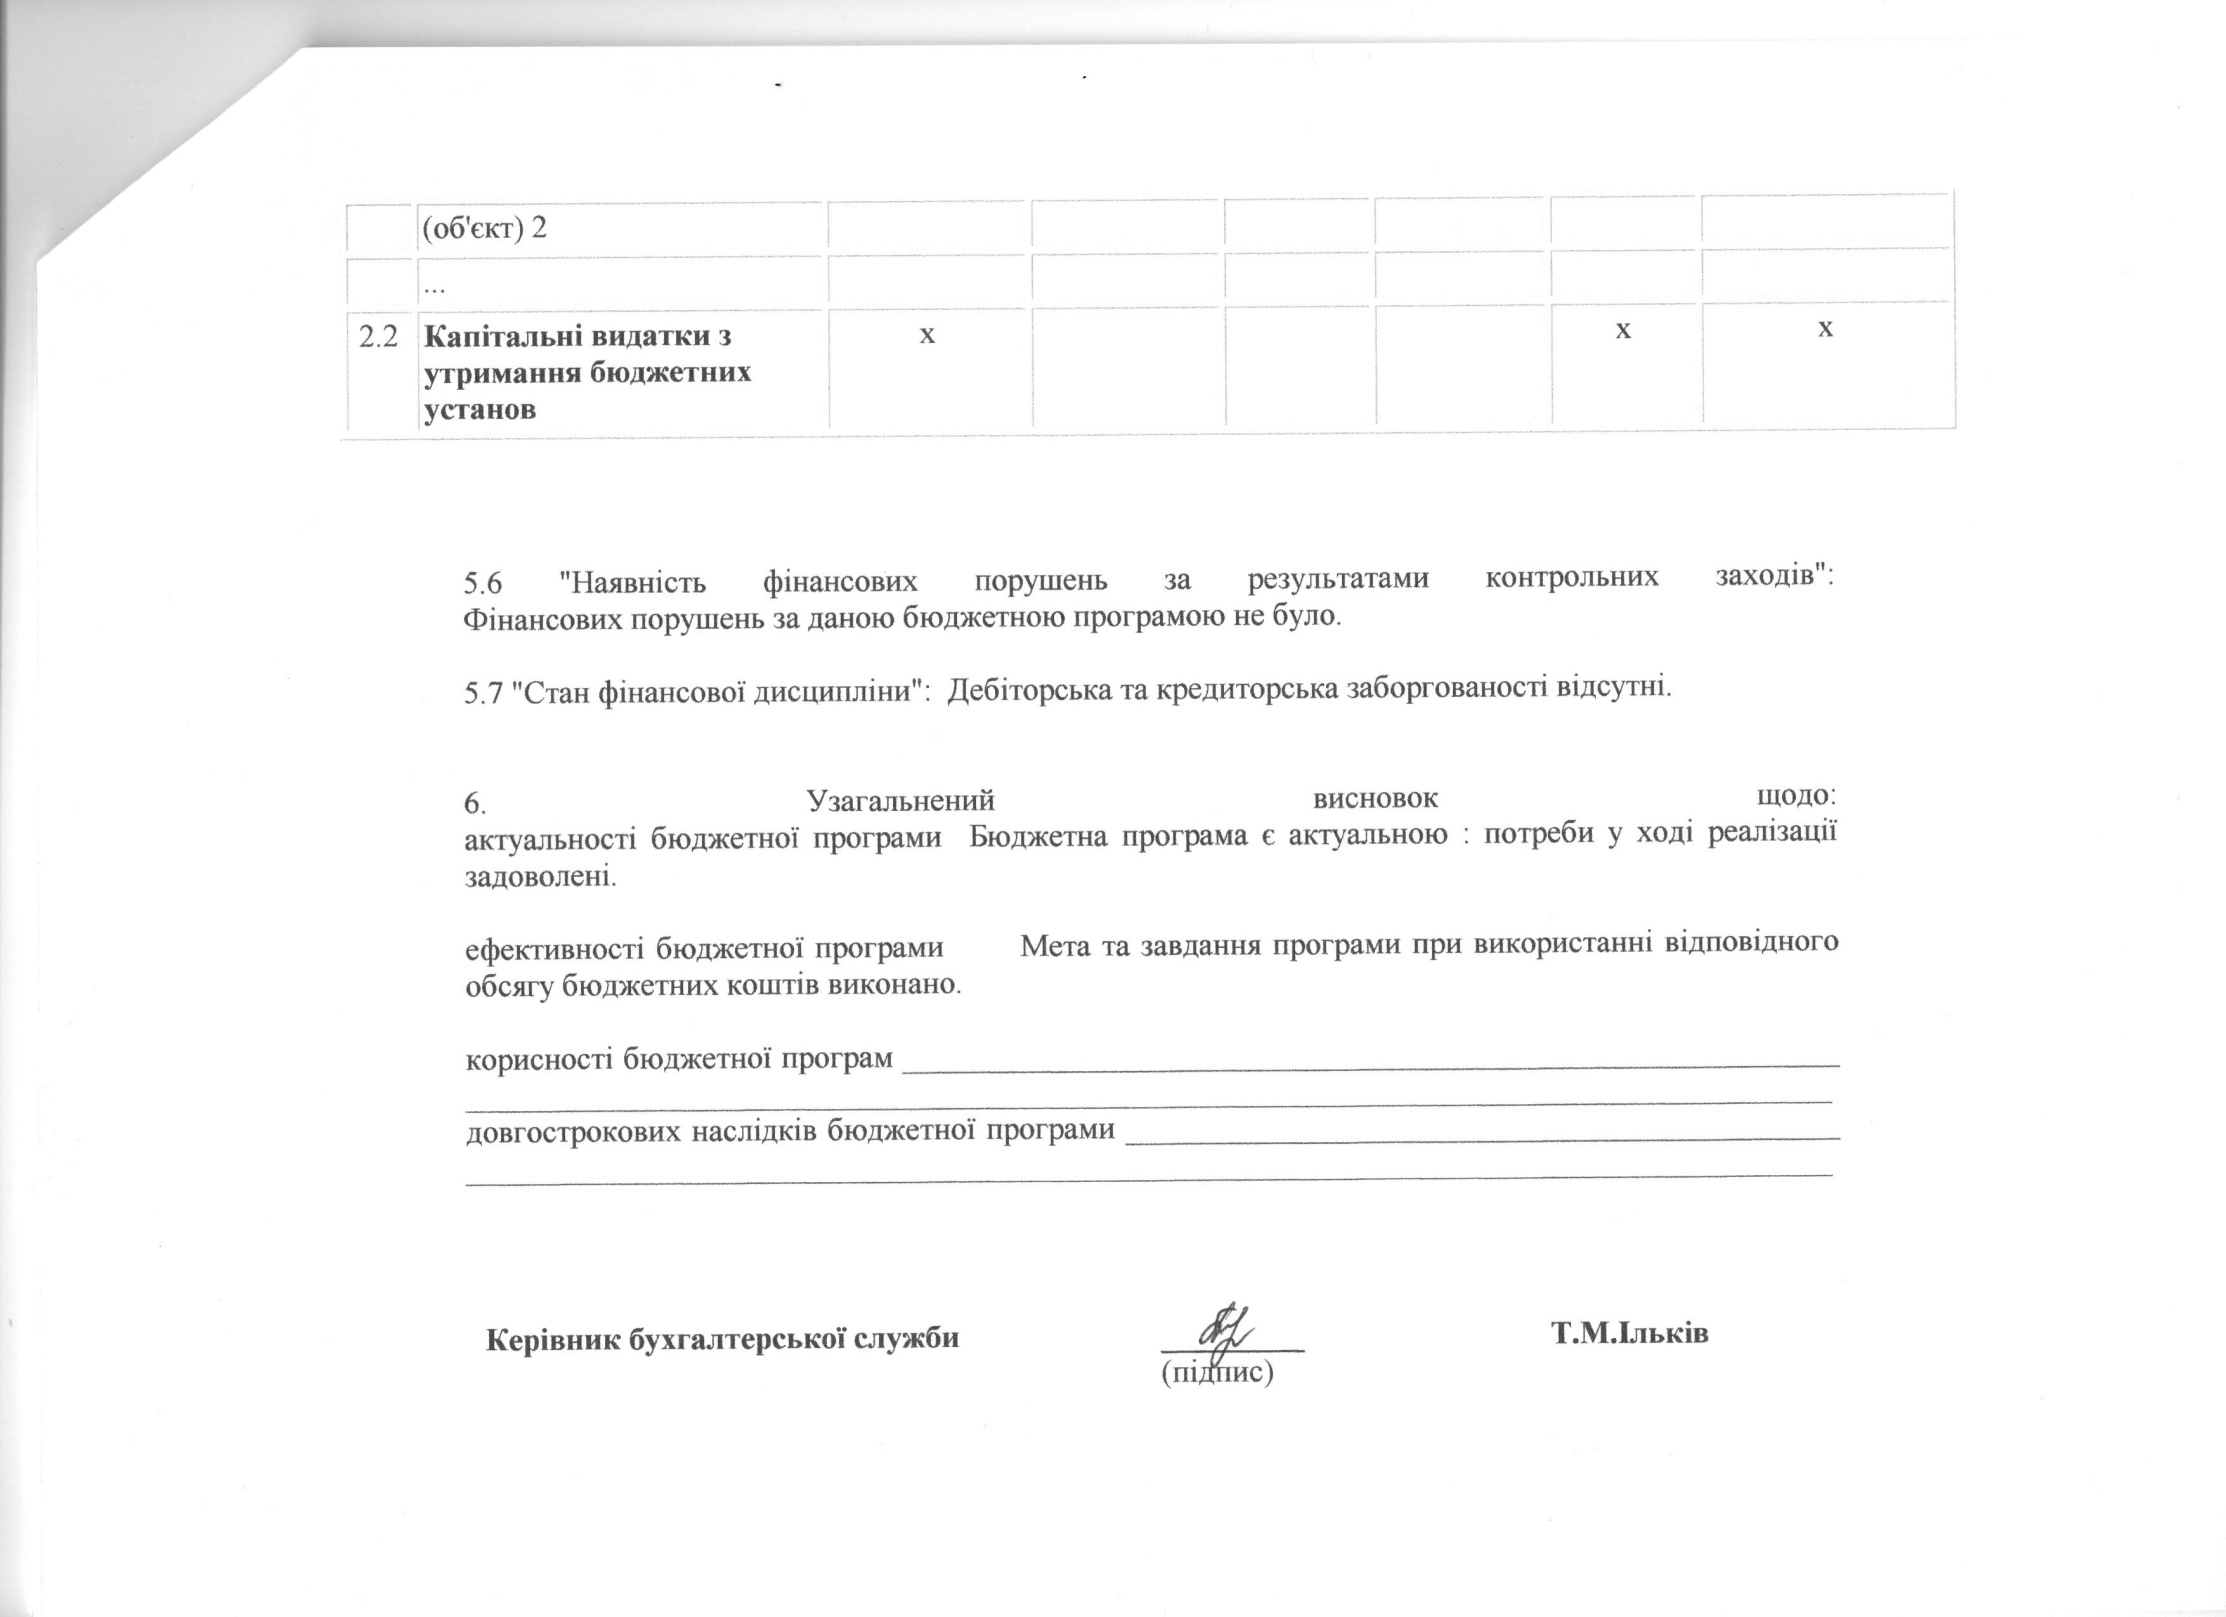 (об'єкт) 2
...
2.2 Капітальні видатки з х х х
утримання бюджетних
установ
5.6 "Наявність фінансових порушень за результатами контрольних заходів":
Фінансових порушень за даною бюджетною програмою не було.
5.7 "Стан фінансової дисципліни": Дебіторська та кредиторська заборгованості відсутні.
6. Узагальнений висновок щодо:
актуальності бюджетної програми Бюджетна програма є актуальною : потреби у ході реалізації
задоволені.
ефективності бюджетної програми Мета та завдання програми при використанні відповідного
обсягу бюджетних коштів виконано.
корисності бюджетної програм
довгострокових наслідків бюджетної програми
Керівник бухгалтерської служби Т.М.Ільків
(підпис)